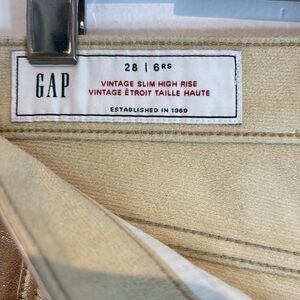 28 | 6RS
GAP
VINTAGE SLIM HIGH RISE
VINTAGE ÉTROIT TAILLE HAUTE
ESTABLISHED IN 1969